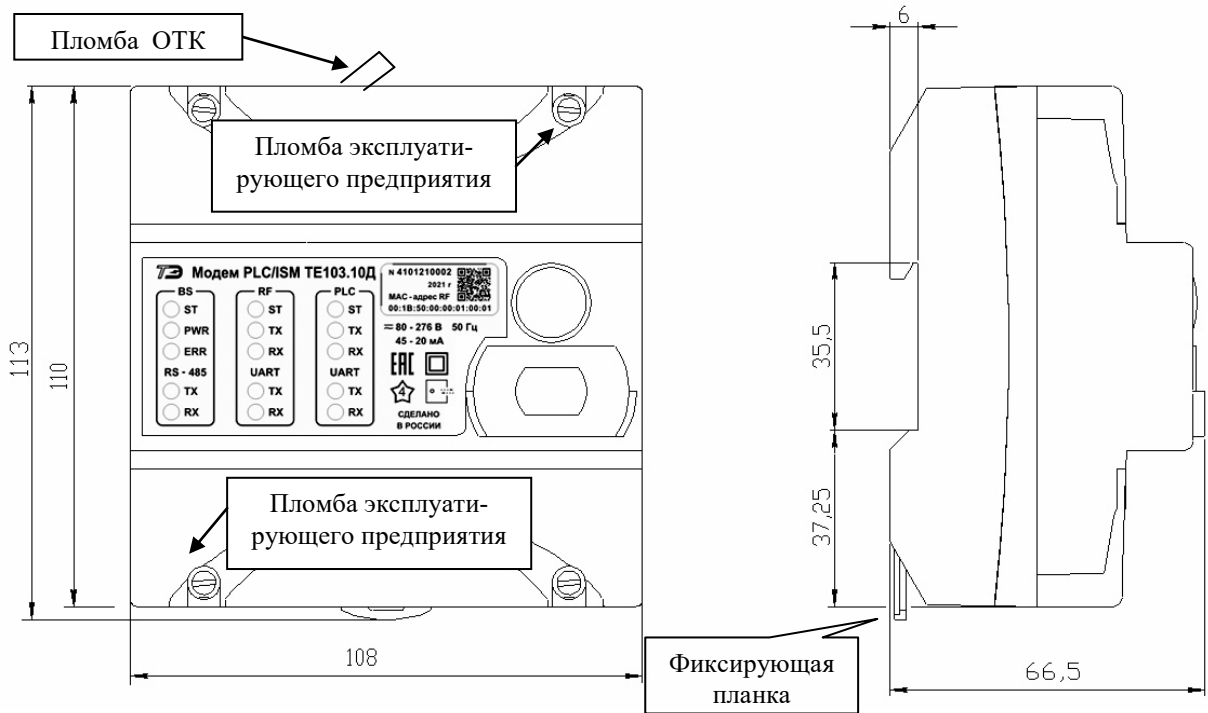 Пломба ОТК
6
Пломба эксплуати-
рующего предприятия
ТЭ Модем PLC/ISM ТЕ103.10Д
N 4101210002
2021 г
МАС-адрес RF
00:1B:50:00:00:01:00:01
BS
RF
PLC
ST
ST
ST
PWR
TX
TX
ERR
RX
RX
RS - 485
UART
UART
TX
TX
TX
RX
RX
RX
80 - 276 В 50 Гц
45 - 20 мА
EAC
4
СДЕЛАНО
В РОССИИ
113
110
35,5
37,25
Пломба эксплуати-
рующего предприятия
108
Фиксирующая
планка
66,5